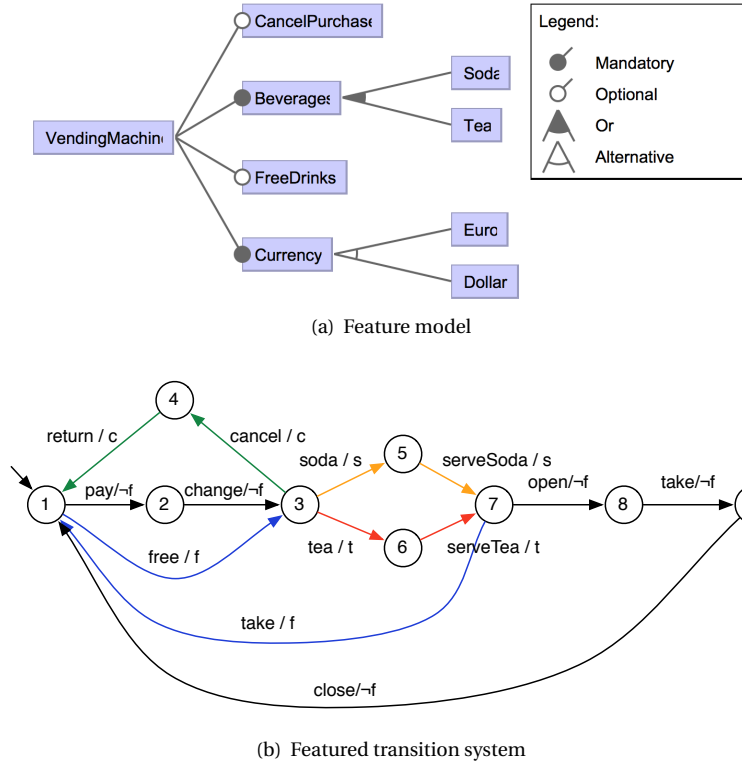 CancelPurchase
Legend:
Soda
Mandatory
Beverages
Optional
Tea
Or
VendingMachin
Alternative
FreeDrinks
Euro
Currency
Dollar
(a) Feature model
4
return / c
cancel / c
5
soda / s
serveSoda / s
pay/¬f
change/¬f
open/¬f
take/¬f
1
2
3
7
8
free / f
tea / t
6
serveTea / t
take / f
close/¬f
(b) Featured transition system